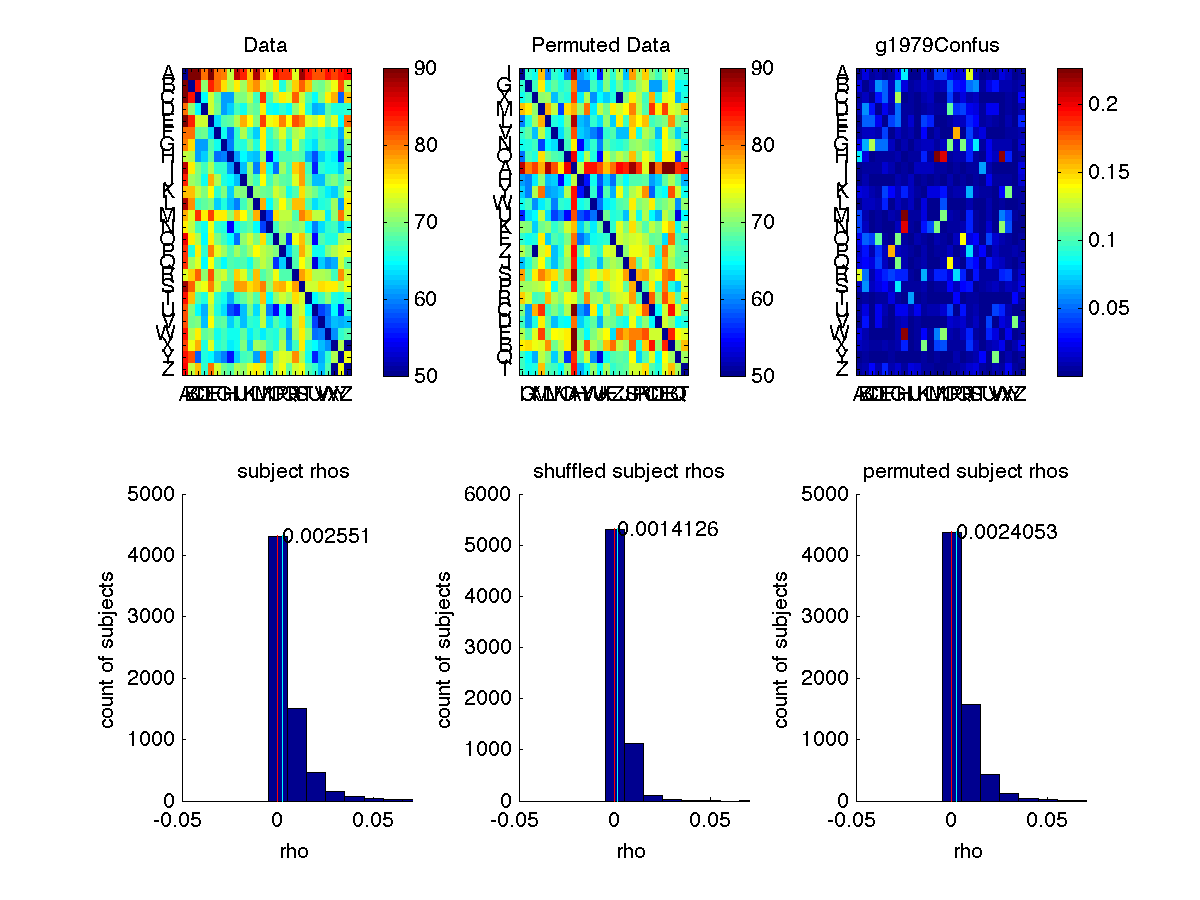 Data
Permuted Data
g1979Confus
A
B
C
D
E
F
G
H
I
J
K
L
M
N
O
P
Q
R
S
T
U
V
W
X
Y
Z
90
80
70
60
50
I
G
X
M
L
V
N
O
A
H
Y
W
U
K
F
Z
J
S
P
R
C
D
E
B
Q
T
90
80
70
60
50
A
B
C
D
E
F
G
H
I
J
K
L
M
N
O
P
Q
R
S
T
U
V
W
X
Y
Z
0.2
0.15
0.1
0.05
ABCDEFGHIJKLMNOPQRSTUVWXYZ
IGXMLVNOAHYWUKFZJSPRCDEBQT
ABCDEFGHIJKLMNOPQRSTUVWXYZ
subject rhos
5000
4000
3000
2000
1000
0
count of subjects
0.002551
-0.05
0
0.05
rho
shuffled subject rhos
6000
5000
4000
3000
2000
1000
0
count of subjects
0.0014126
-0.05
0
0.05
rho
permuted subject rhos
5000
4000
3000
2000
1000
0
count of subjects
0.0024053
-0.05
0
0.05
rho